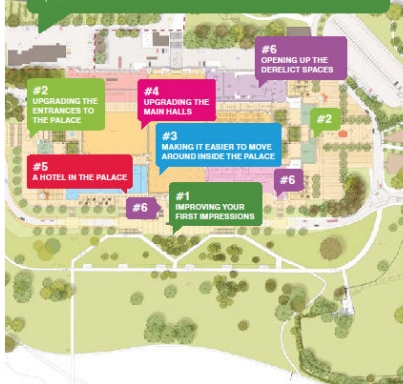 #6
OPENING UP THE
DERELICT SPACES
#2
UPGRADING THE
ENTRANCES TO
THE PALACE
#4
UPGRADING THE
MAIN HALLS
#2
#3
MAKING IT EASIER TO MOVE
AROUND INSIDE THE PALACE
#5
A HOTEL IN THE PALACE
#6
#1
IMPROVING YOUR
FIRST IMPRESSIONS
#6